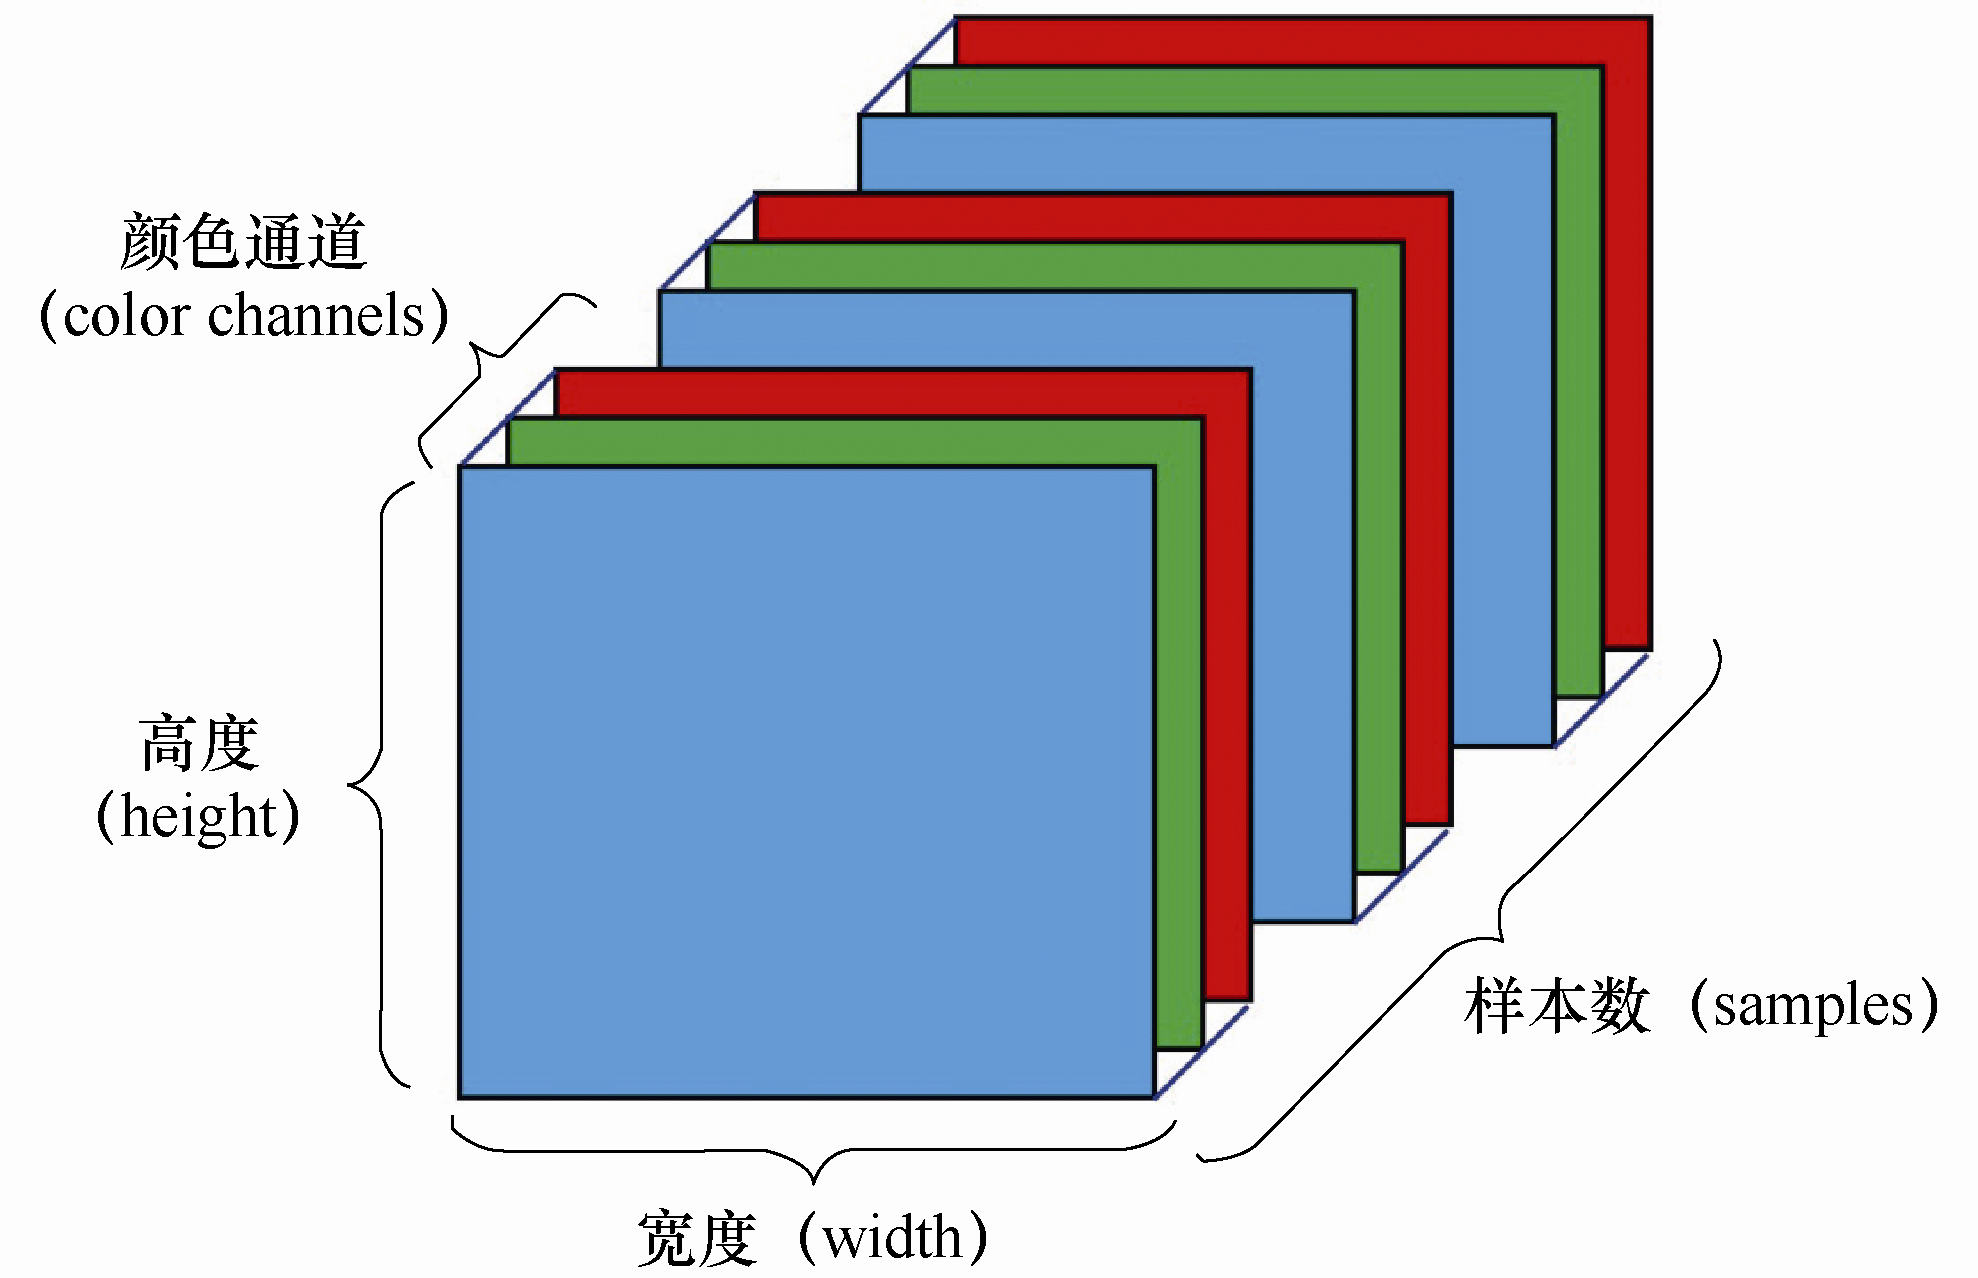 颜色通道
(color channels)
高度
(height)
样本数 (samples)
宽度 (width)